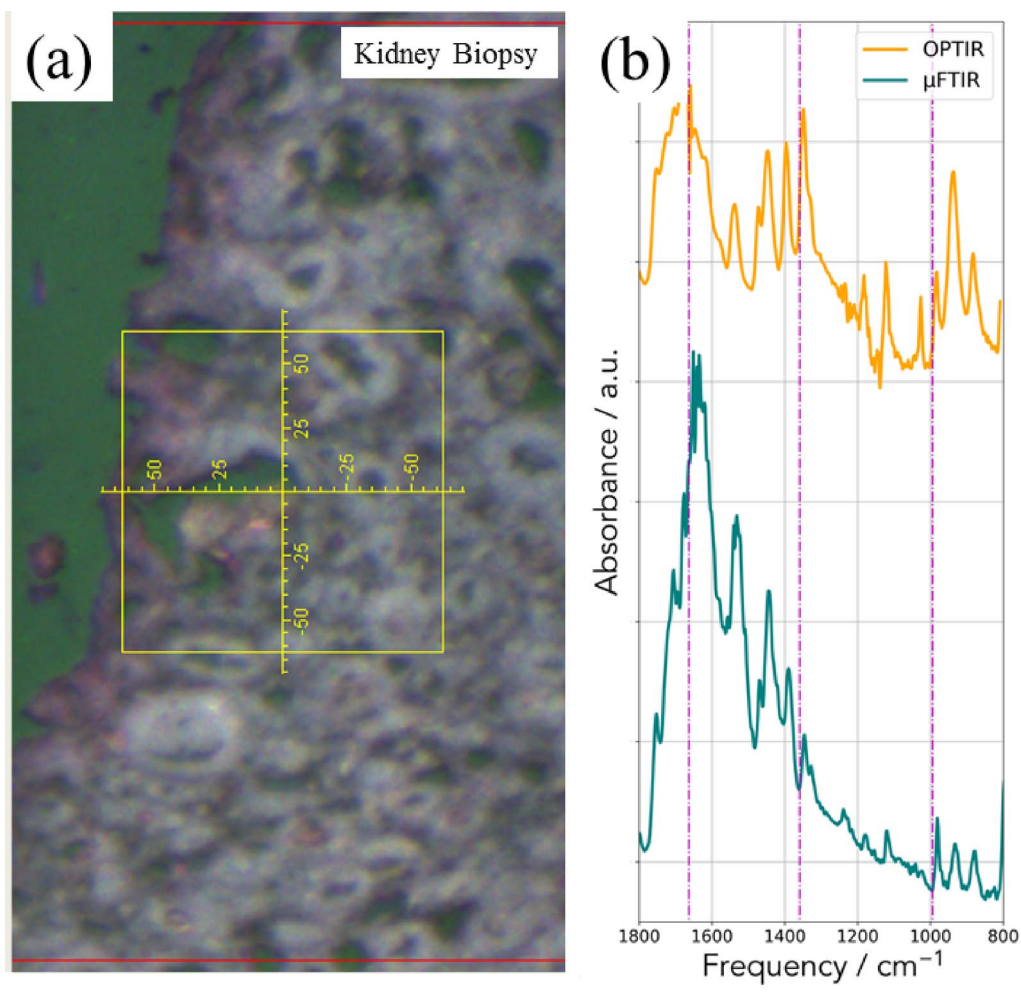 (a)
Kidney Biopsy
50
25
50
25
-25
-50
-25
-50
(b)
OPTIR
μFTIR
Absorbance / a.u.
1800
1600
1400
1200
1000
800
Frequency / cm⁻¹